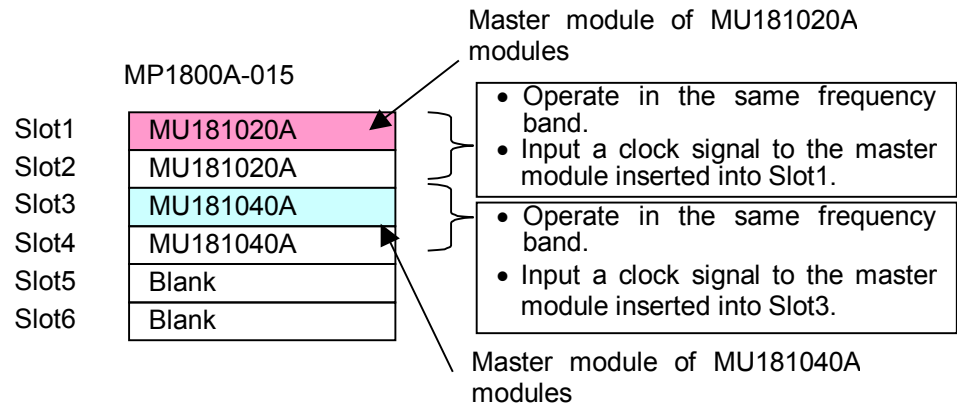 Master module of MU181020A
modules
MP1800A-015
Slot1 MU181020A
Slot2 MU181020A
Slot3 MU181040A
Slot4 MU181040A
Slot5 Blank
Slot6 Blank
• Operate in the same frequency
band.
• Input a clock signal to the master
module inserted into Slot1.
• Operate in the same frequency
band.
• Input a clock signal to the master
module inserted into Slot3.
Master module of MU181040A
modules